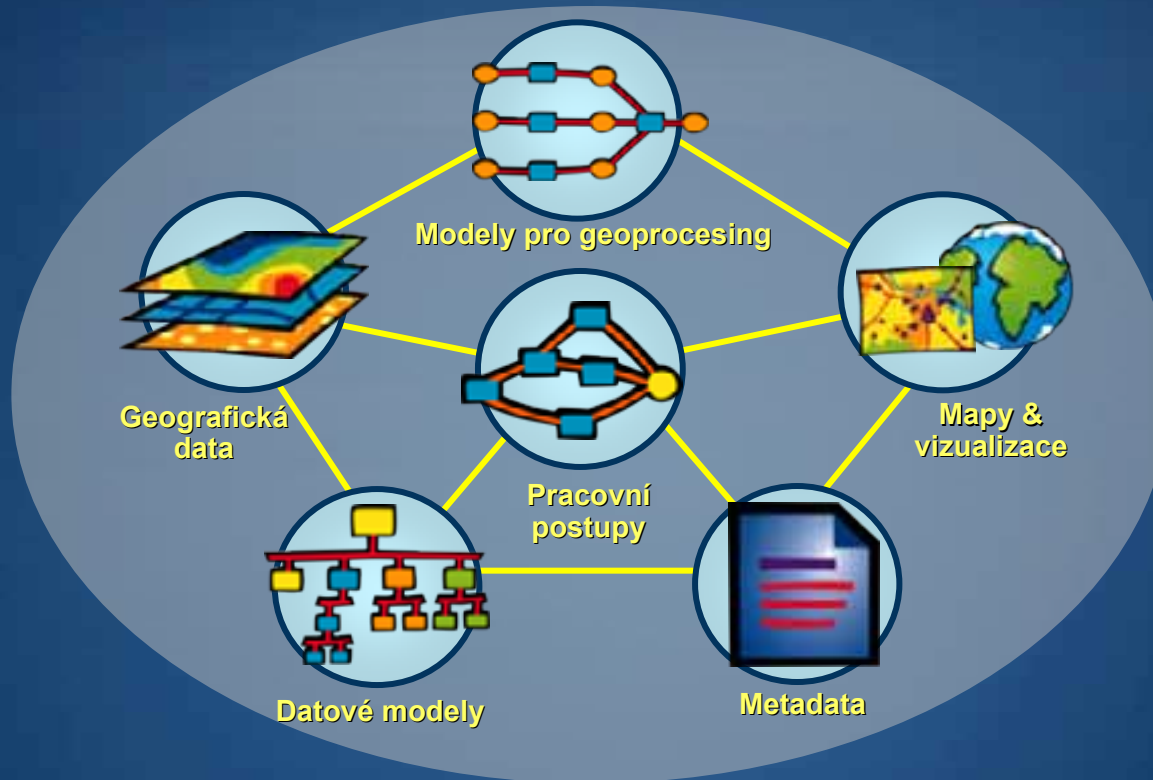 Modely pro geoprocesing
Geografická
data
Mapy &
vizualizace
Pracovní
postupy
Datové modely
Metadata